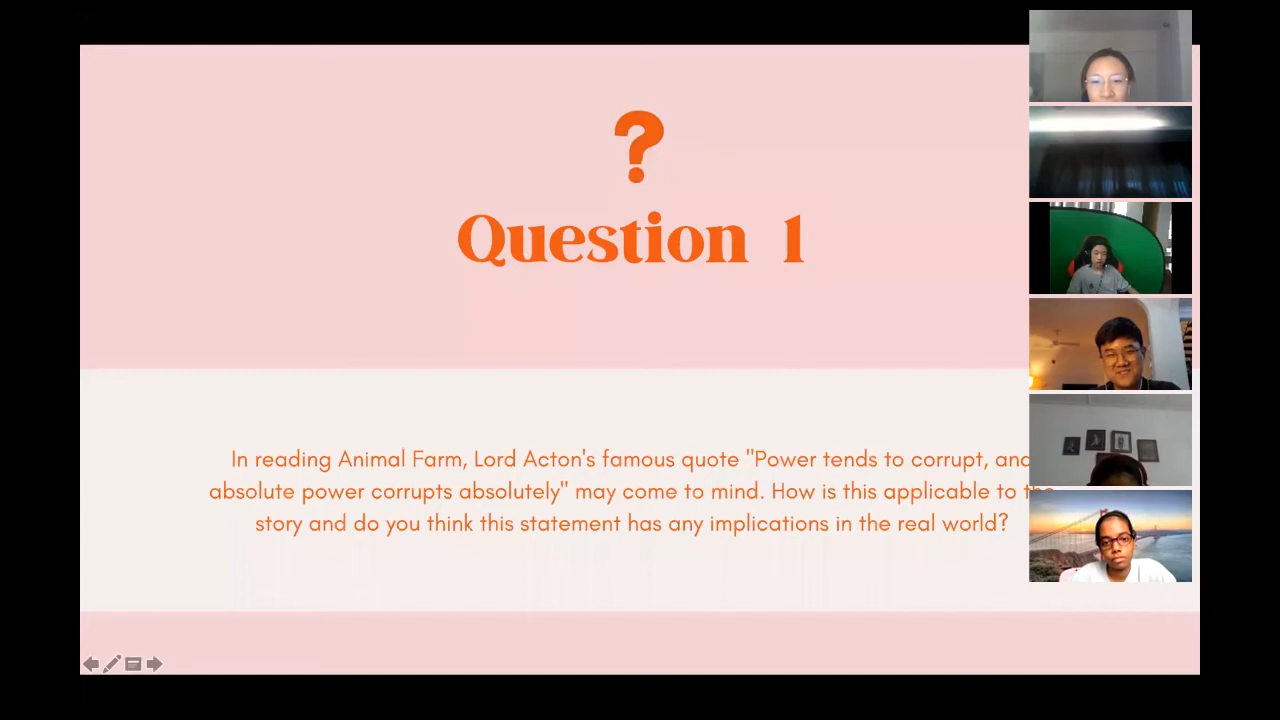 ?
Question 1
In reading Animal Farm, Lord Acton's famous quote "Power tends to corrupt, and
absolute power corrupts absolutely" may come to mind. How is this applicable to the
story and do you think this statement has any implications in the real world?